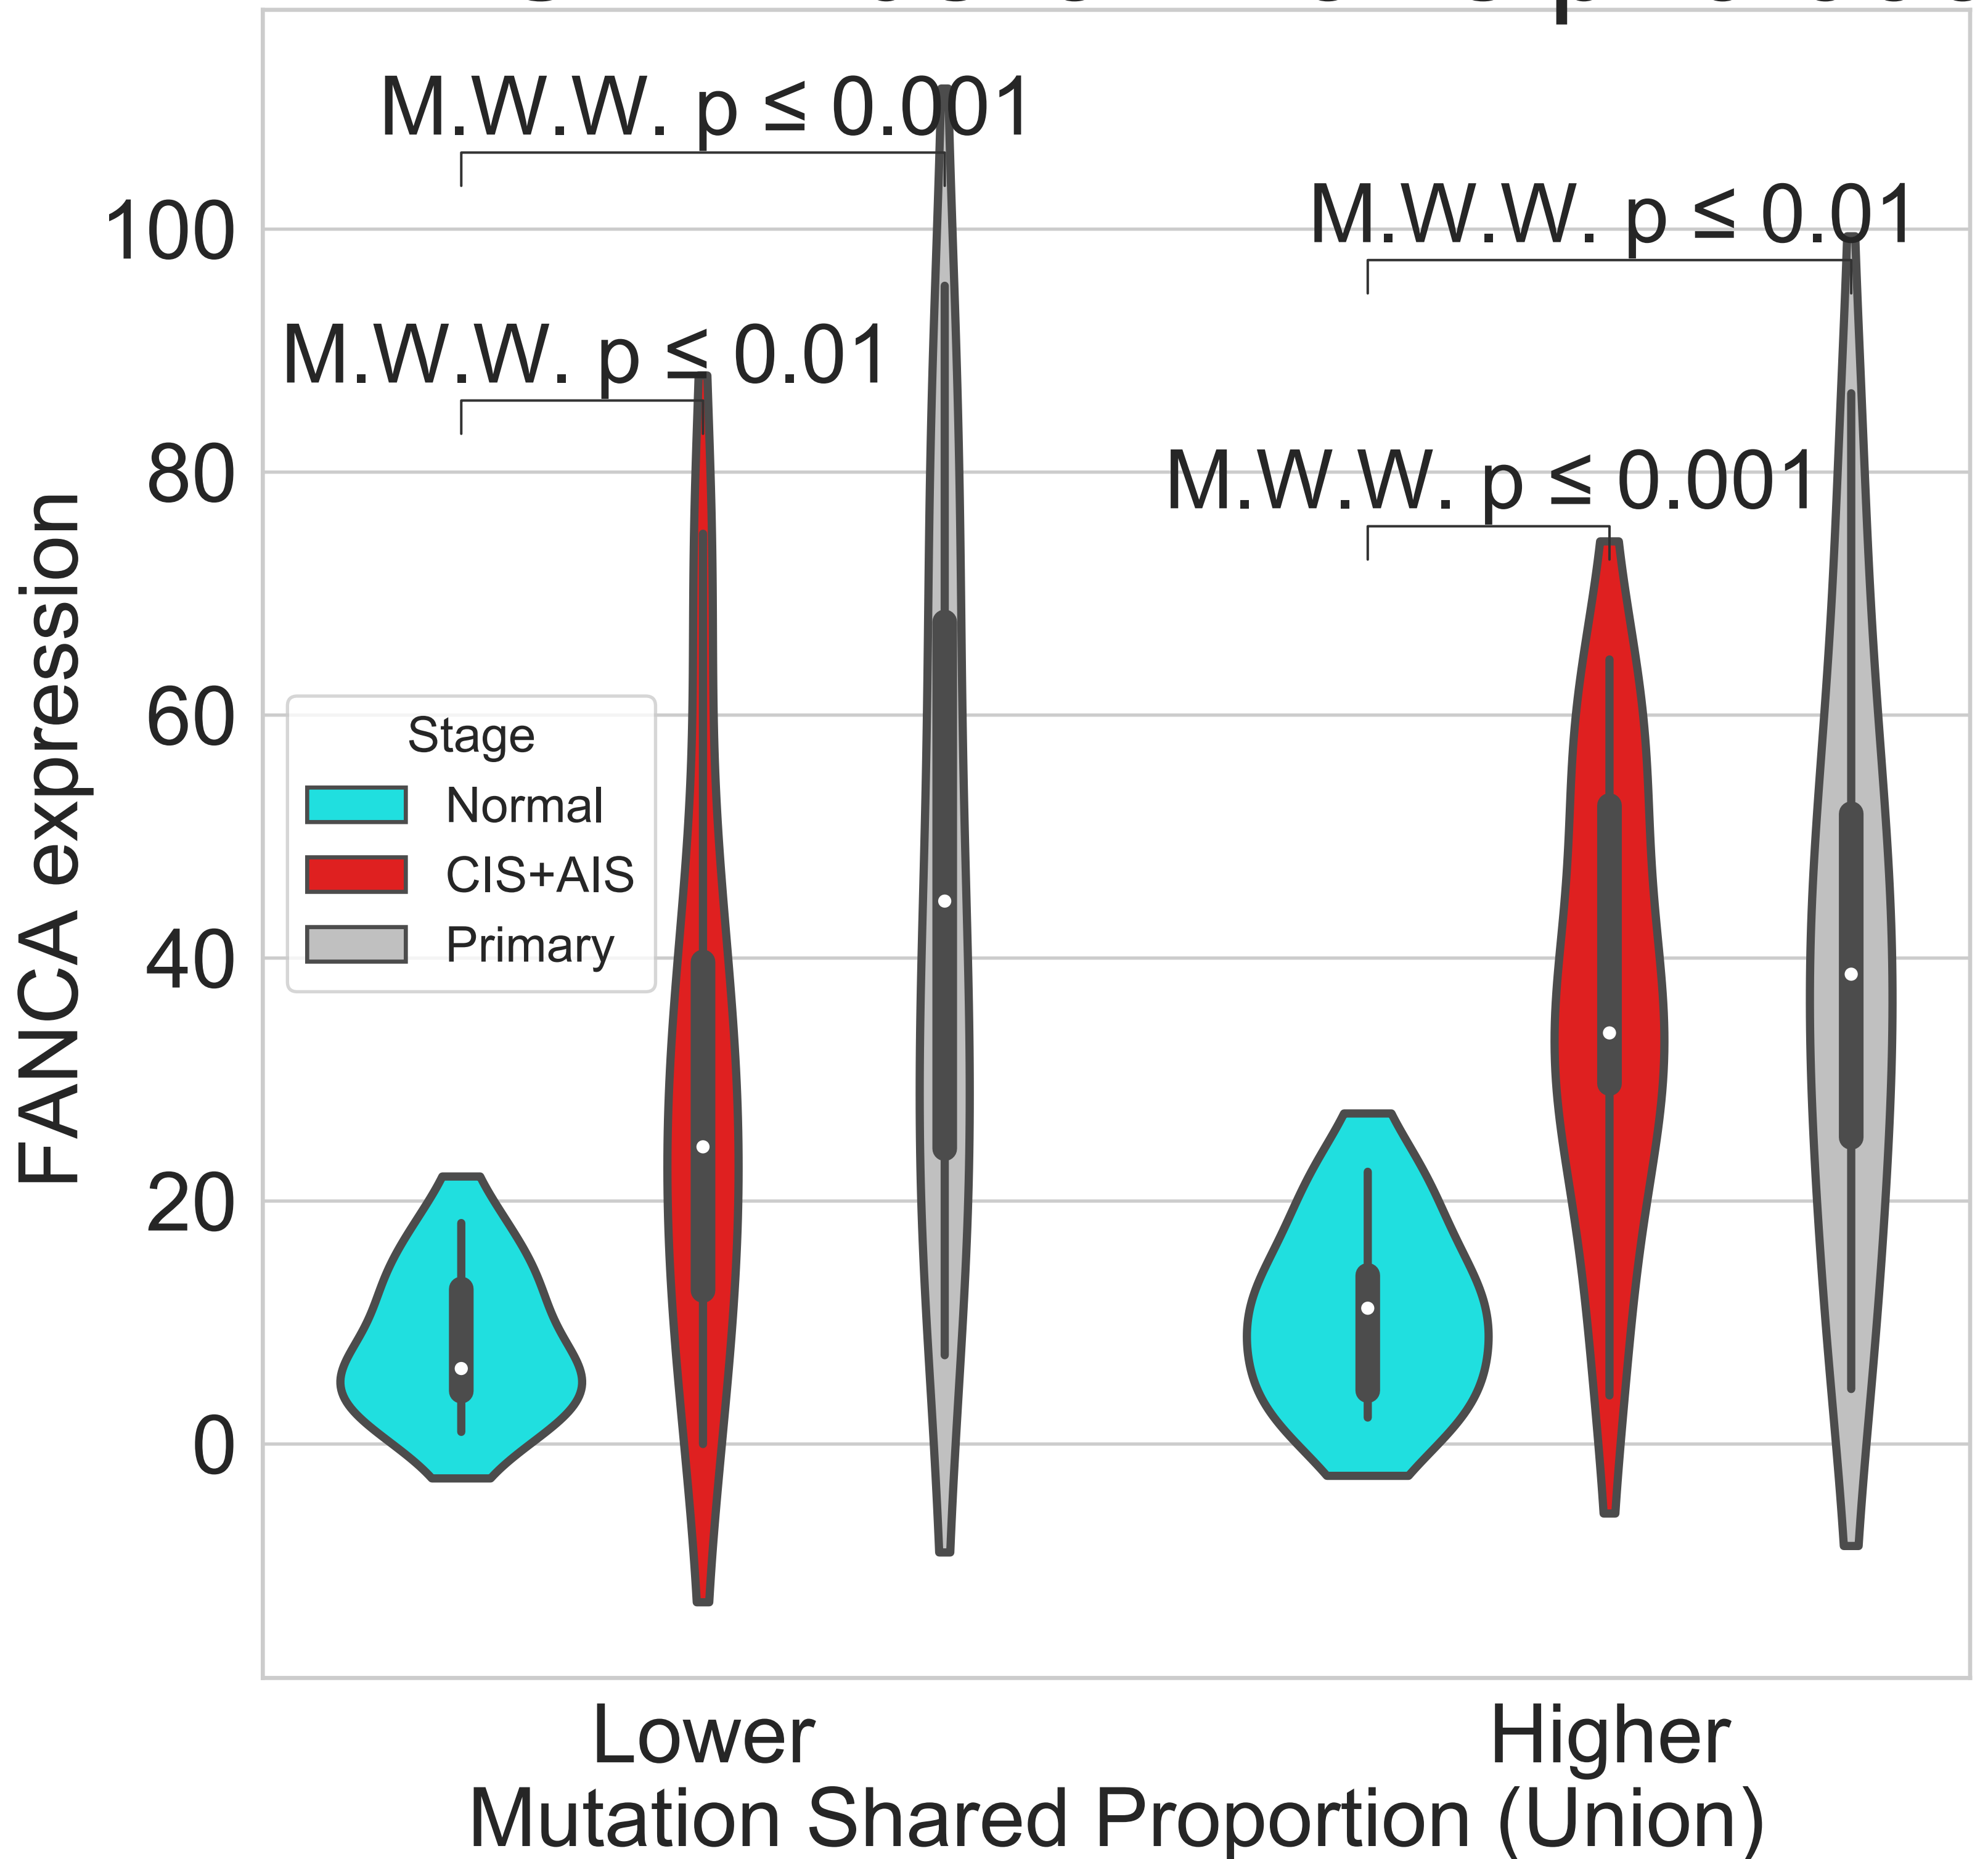 M.W.W. p ≤ 0.001
M.W.W. p ≤ 0.01
M.W.W. p ≤ 0.01
M.W.W. p ≤ 0.001
100
80
60
40
20
0
FANCA expression
Stage
Normal
CIS+AIS
Primary
Lower
Higher
Mutation Shared Proportion (Union)